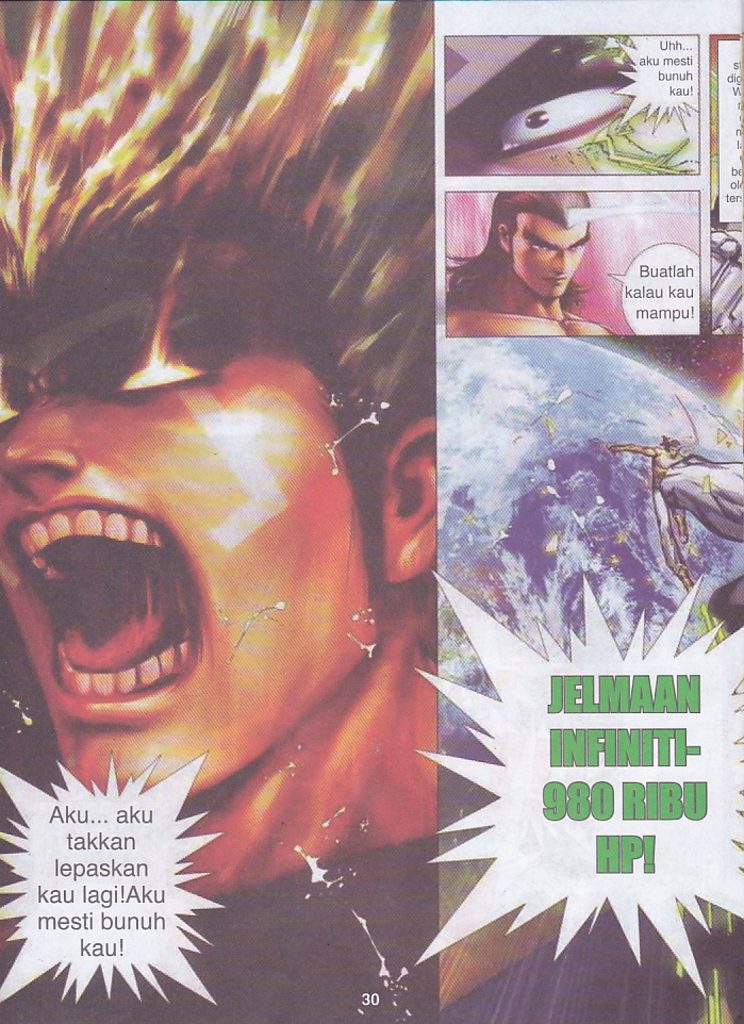 Uhh...
aku mesti
bunuh
kau!
Buatlah
kalau kau
mampu!
JELMAAN
INFINITI-
980 RIBU
HP!
Aku... aku
takkan
lepaskan
kau lagi!Aku
mesti bunuh
kau!
30